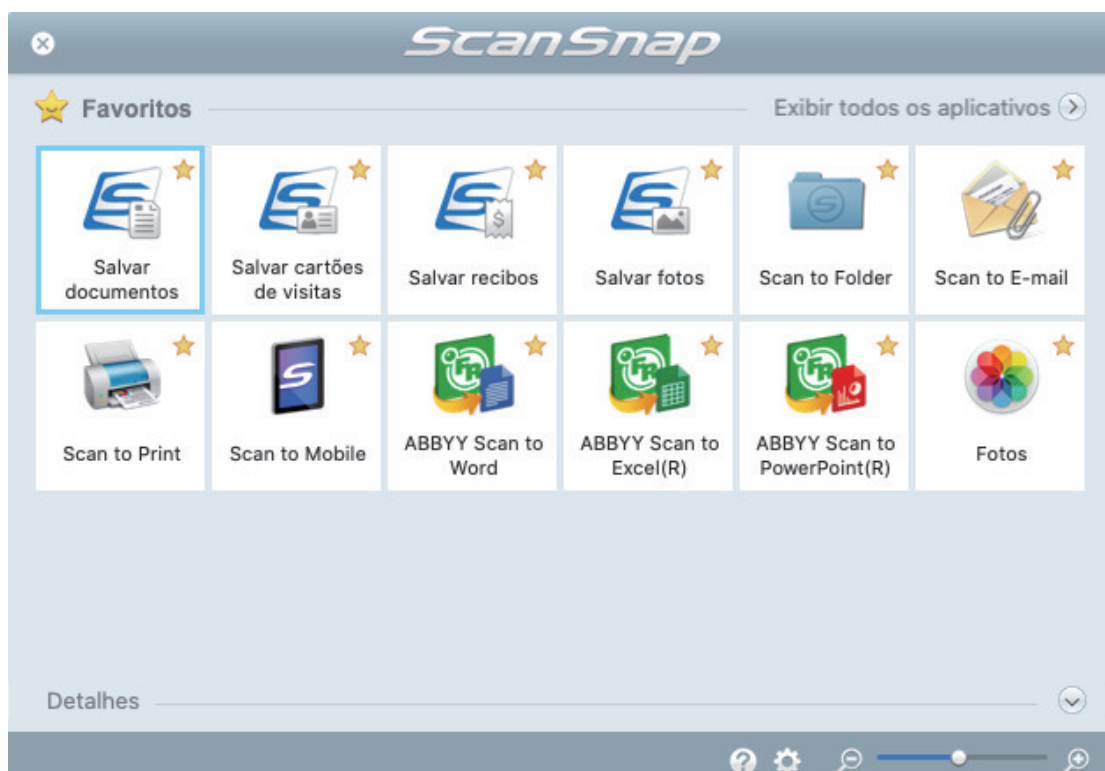 ScanSnap
Favoritos
Exibir todos os aplicativos
Salvar
documentos
Salvar cartões
de visitas
Salvar recibos
Salvar fotos
Scan to Folder
Scan to E-mail
Scan to Print
Scan to Mobile
ABBYY Scan to
Word
ABBYY Scan to
Excel(R)
ABBYY Scan to
PowerPoint(R)
Fotos
Detalhes